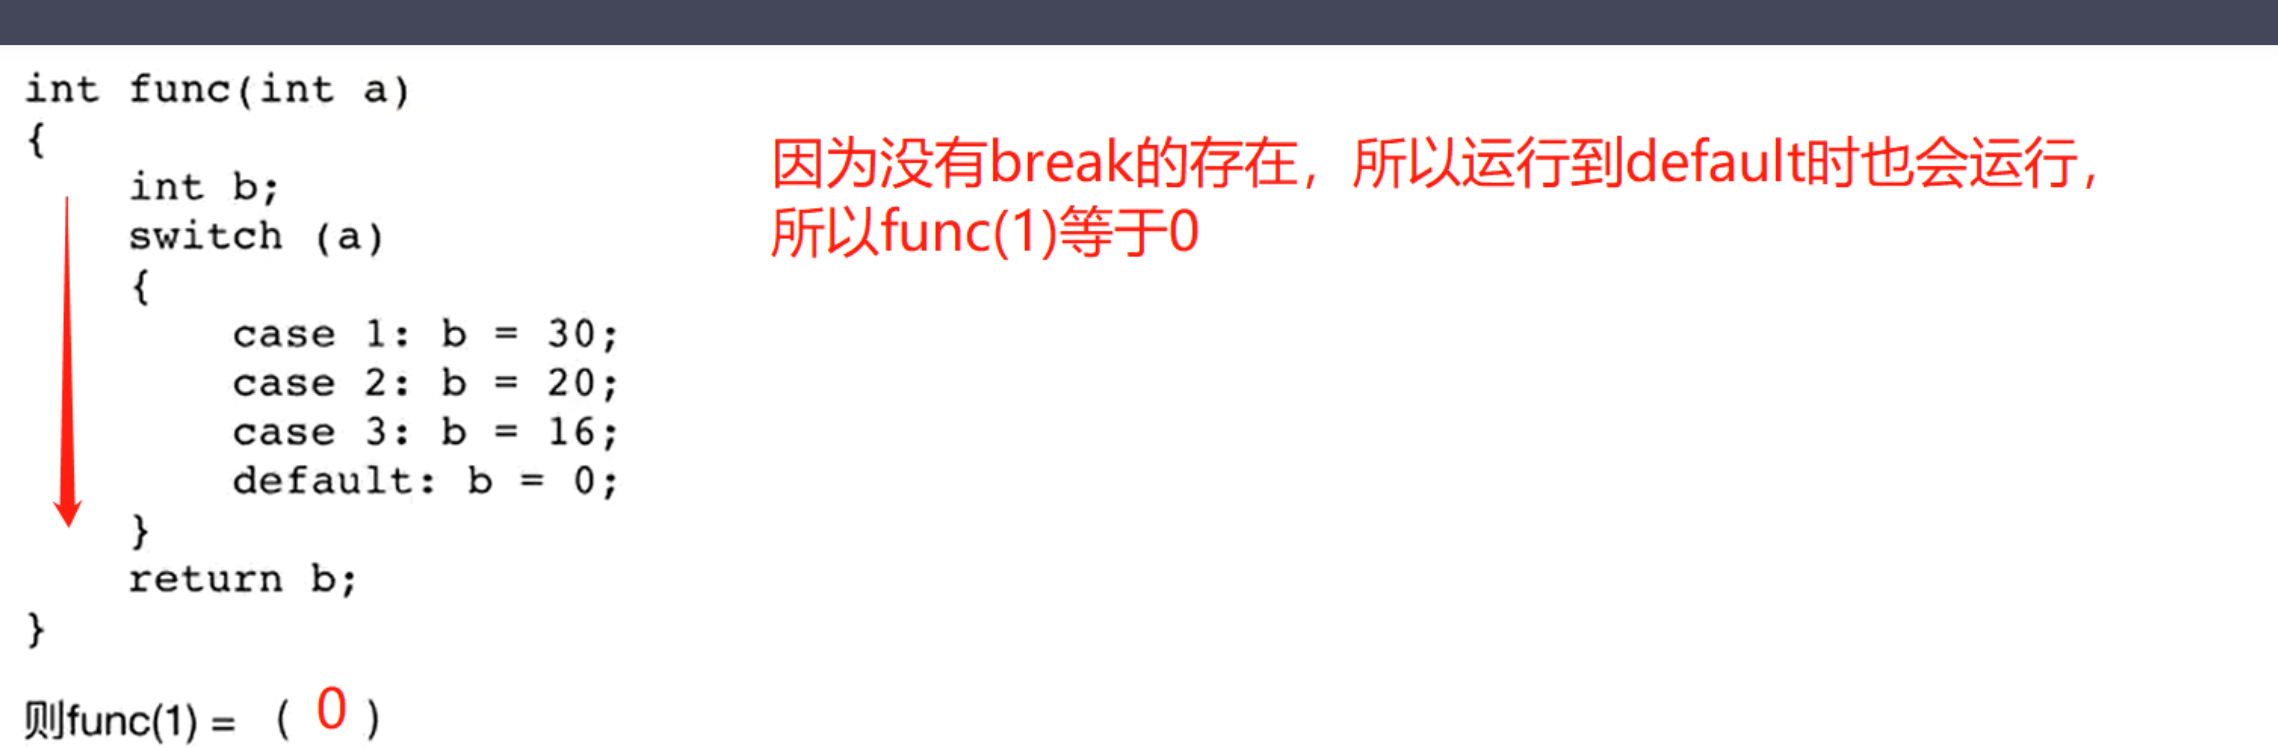 int func(int a)
{
int b;
switch (a)
{
case 1: b = 30;
case 2: b = 20;
case 3: b = 16;
default: b = 0;
}
return b;
}
因为没有break的存在，所以运行到default时也会运行，
所以func(1)等于0
则func(1) = （ 0 ）